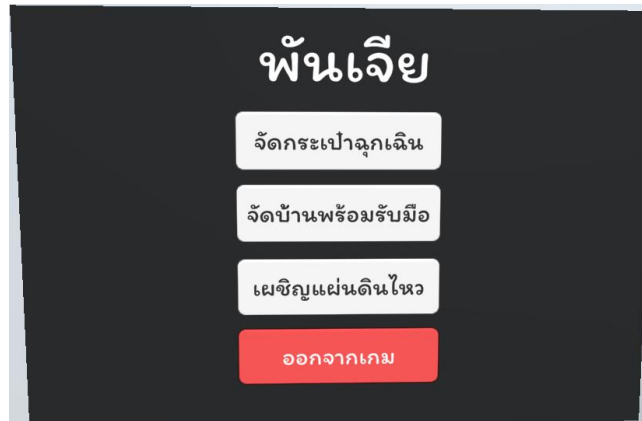 พันเจีย
จัดกระเป๋าฉุกเฉิน
จัดบ้านพร้อมรับมือ
เผชิญแผ่นดินไหว
ออกจากเกม